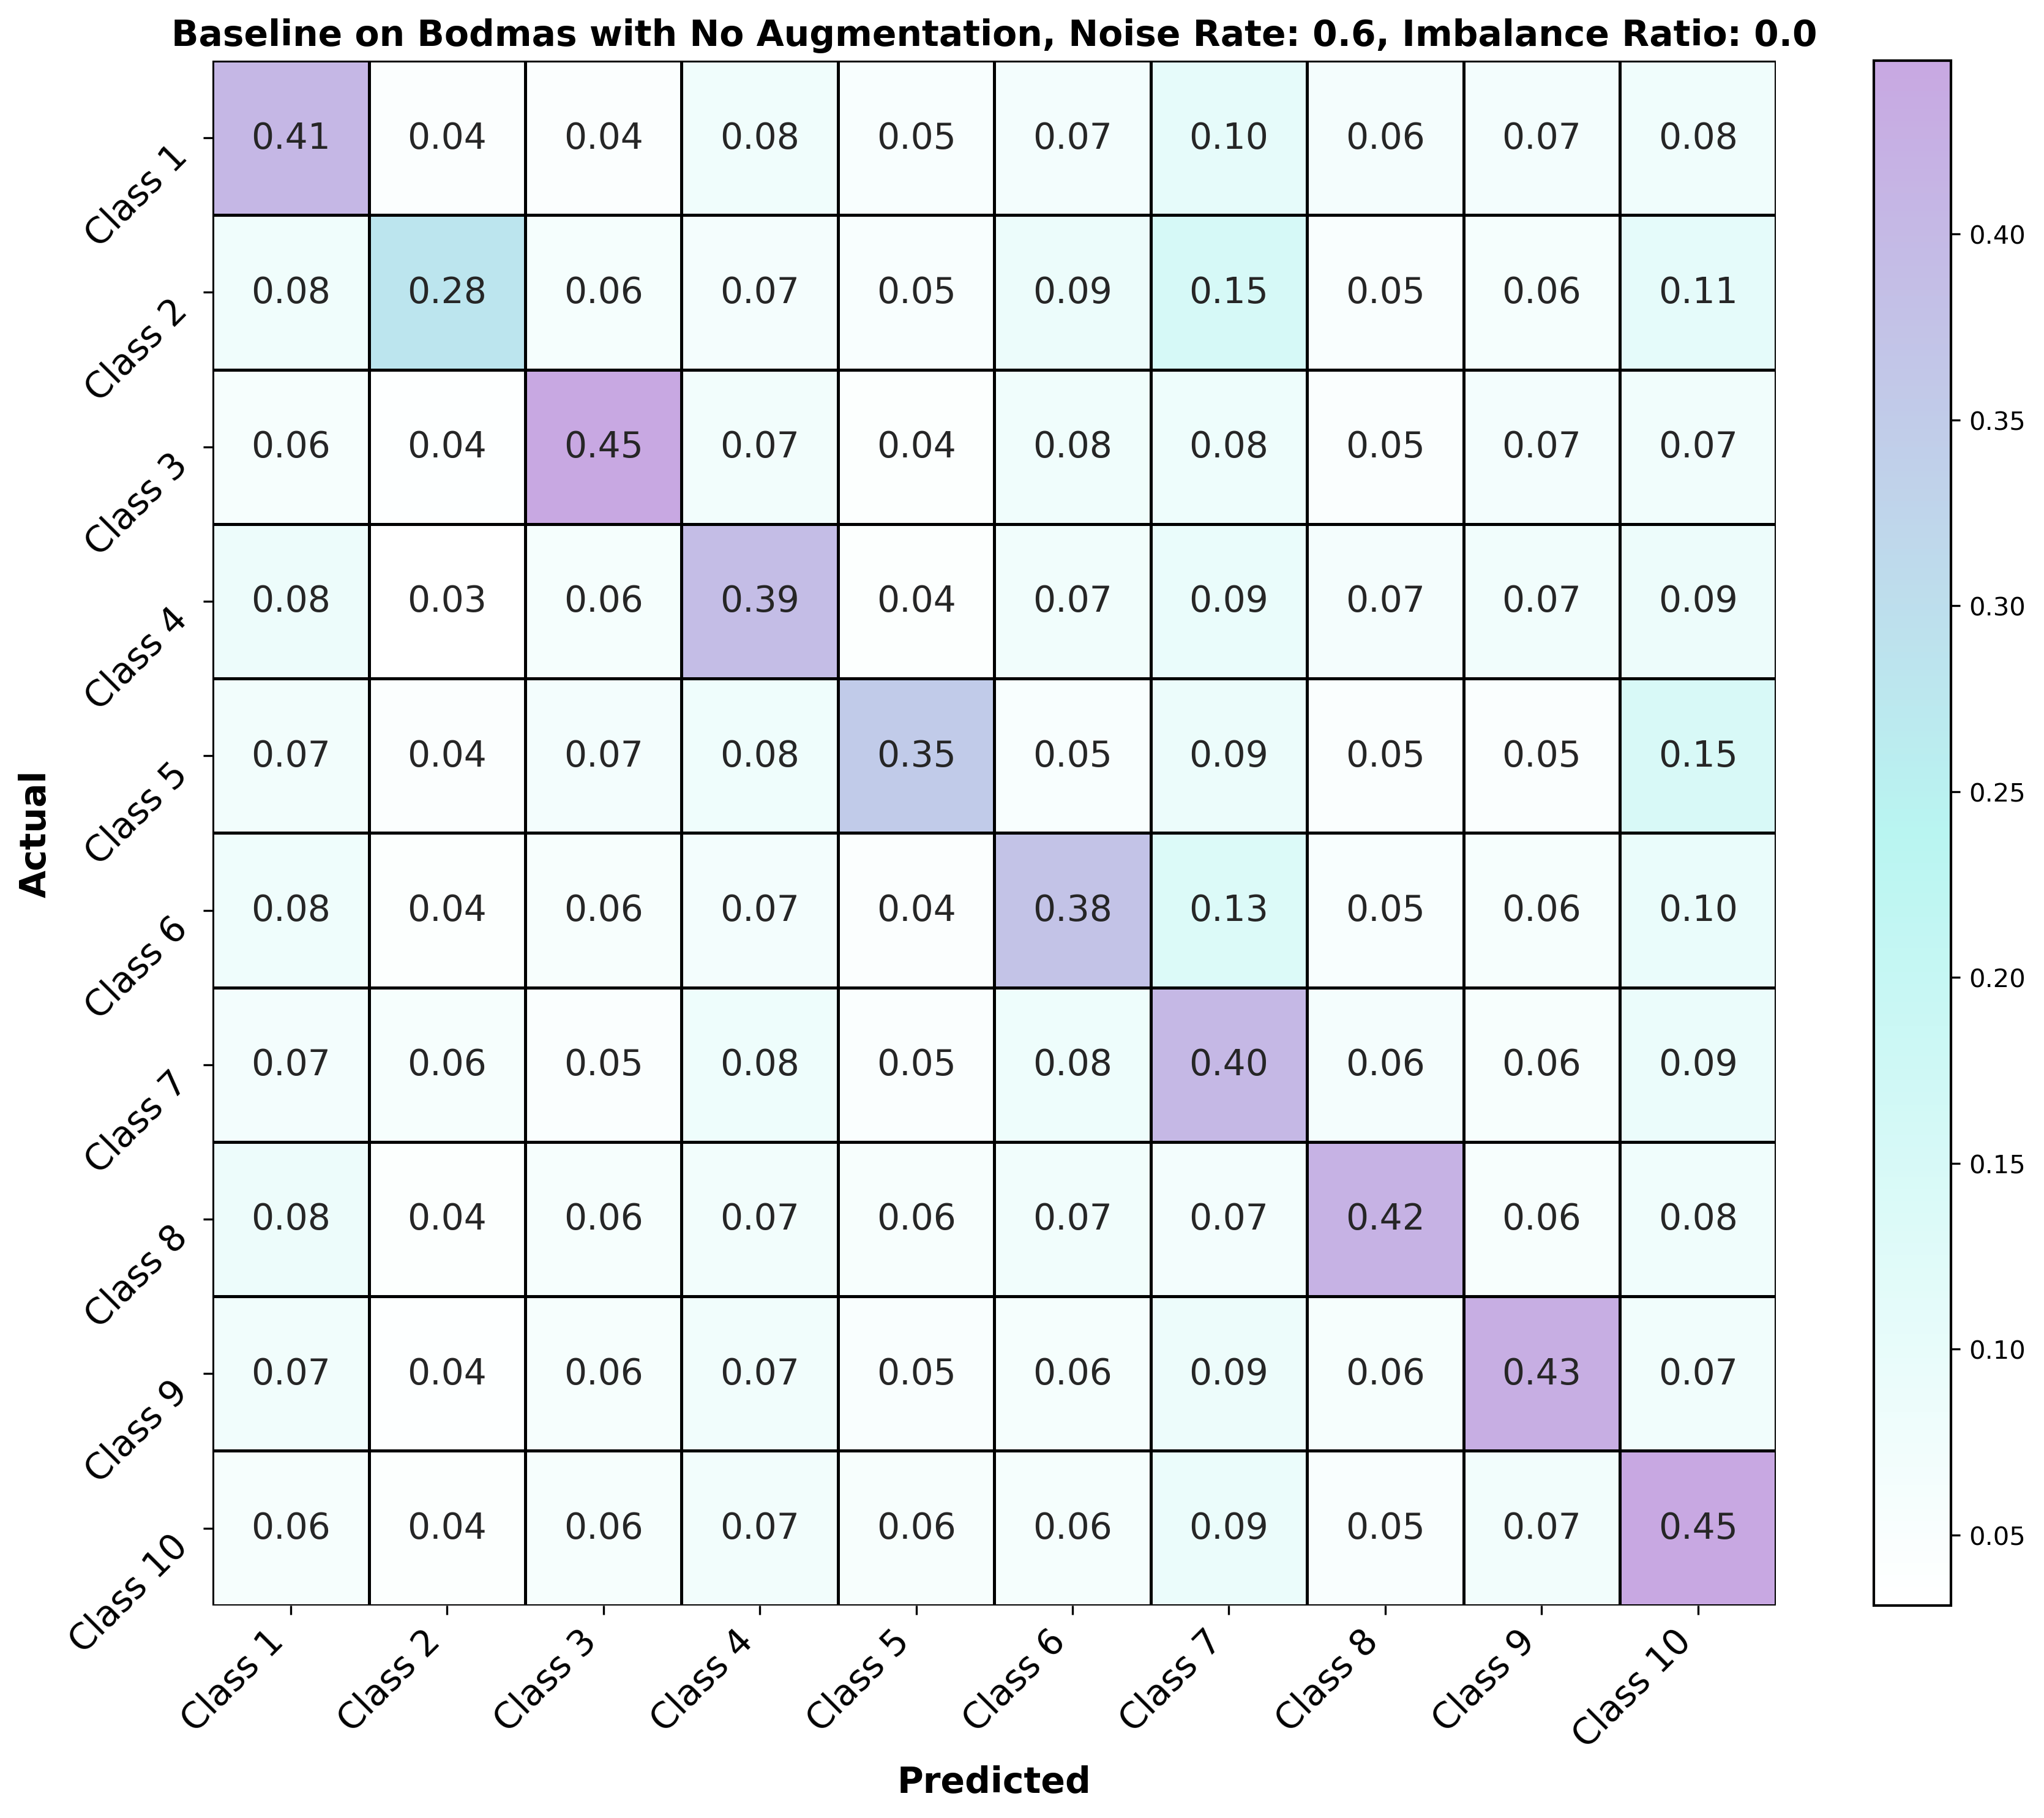 Baseline on Bodmas with No Augmentation, Noise Rate: 0.6, Imbalance Ratio: 0.0
Class 1 0.41 0.04 0.04 0.08 0.05 0.07 0.10 0.06 0.07 0.08
Class 2 0.08 0.28 0.06 0.07 0.05 0.09 0.15 0.05 0.06 0.11
Class 3 0.06 0.04 0.45 0.07 0.04 0.08 0.08 0.05 0.07 0.07
Class 4 0.08 0.03 0.06 0.39 0.04 0.07 0.09 0.07 0.07 0.09
Class 5 0.07 0.04 0.07 0.08 0.35 0.05 0.09 0.05 0.05 0.15
Class 6 0.08 0.04 0.06 0.07 0.04 0.38 0.13 0.05 0.06 0.10
Class 7 0.07 0.06 0.05 0.08 0.05 0.08 0.40 0.06 0.06 0.09
Class 8 0.08 0.04 0.06 0.07 0.06 0.07 0.07 0.42 0.06 0.08
Class 9 0.07 0.04 0.06 0.07 0.05 0.06 0.09 0.06 0.43 0.07
Class 10 0.06 0.04 0.06 0.07 0.06 0.06 0.09 0.05 0.07 0.45
Class 1 Class 2 Class 3 Class 4 Class 5 Class 6 Class 7 Class 8 Class 9 Class 10
Predicted
Actual
0.40
0.35
0.30
0.25
0.20
0.15
0.10
0.05